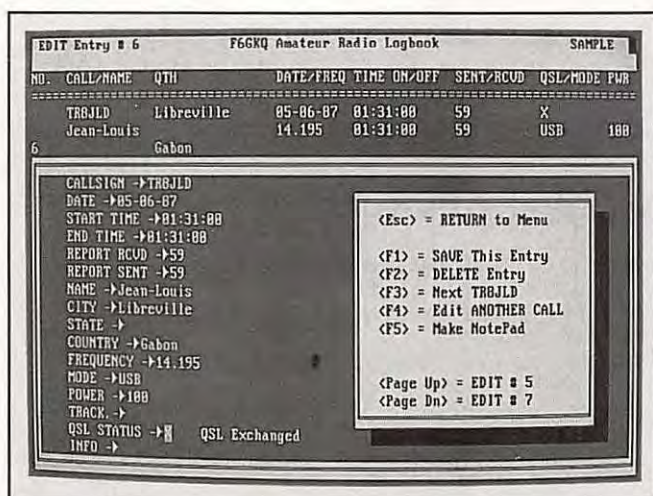 EDIT Entry # 6 F6GKQ Amateur Radio Logbook SAMPLE
NO. CALL/NAME QTH DATE/FREQ TIME ON/OFF SENT/RCVD QSL/MODE PWR
TR8JLD Libreville 05-06-87 01:31:00 59 X
Jean-Louis 14.195 01:31:00 59 USB 100
6 Gabon
CALLSIGN →TR8JLD
DATE →05-06-87
START TIME →01:31:00
END TIME →01:31:00
REPORT RCVD →59
REPORT SENT →59
NAME →Jean-Louis
CITY →Libreville
STATE →
COUNTRY →Gabon
FREQUENCY →14.195
MODE →USB
POWER →100
TRACK. →
QSL STATUS →X QSL Exchanged
INFO →
<Esc> = RETURN to Menu
<F1> = SAVE This Entry
<F2> = DELETE Entry
<F3> = Next TR8JLD
<F4> = Edit ANOTHER CALL
<F5> = Make NotePad
<Page Up> = EDIT # 5
<Page Dn> = EDIT # 7